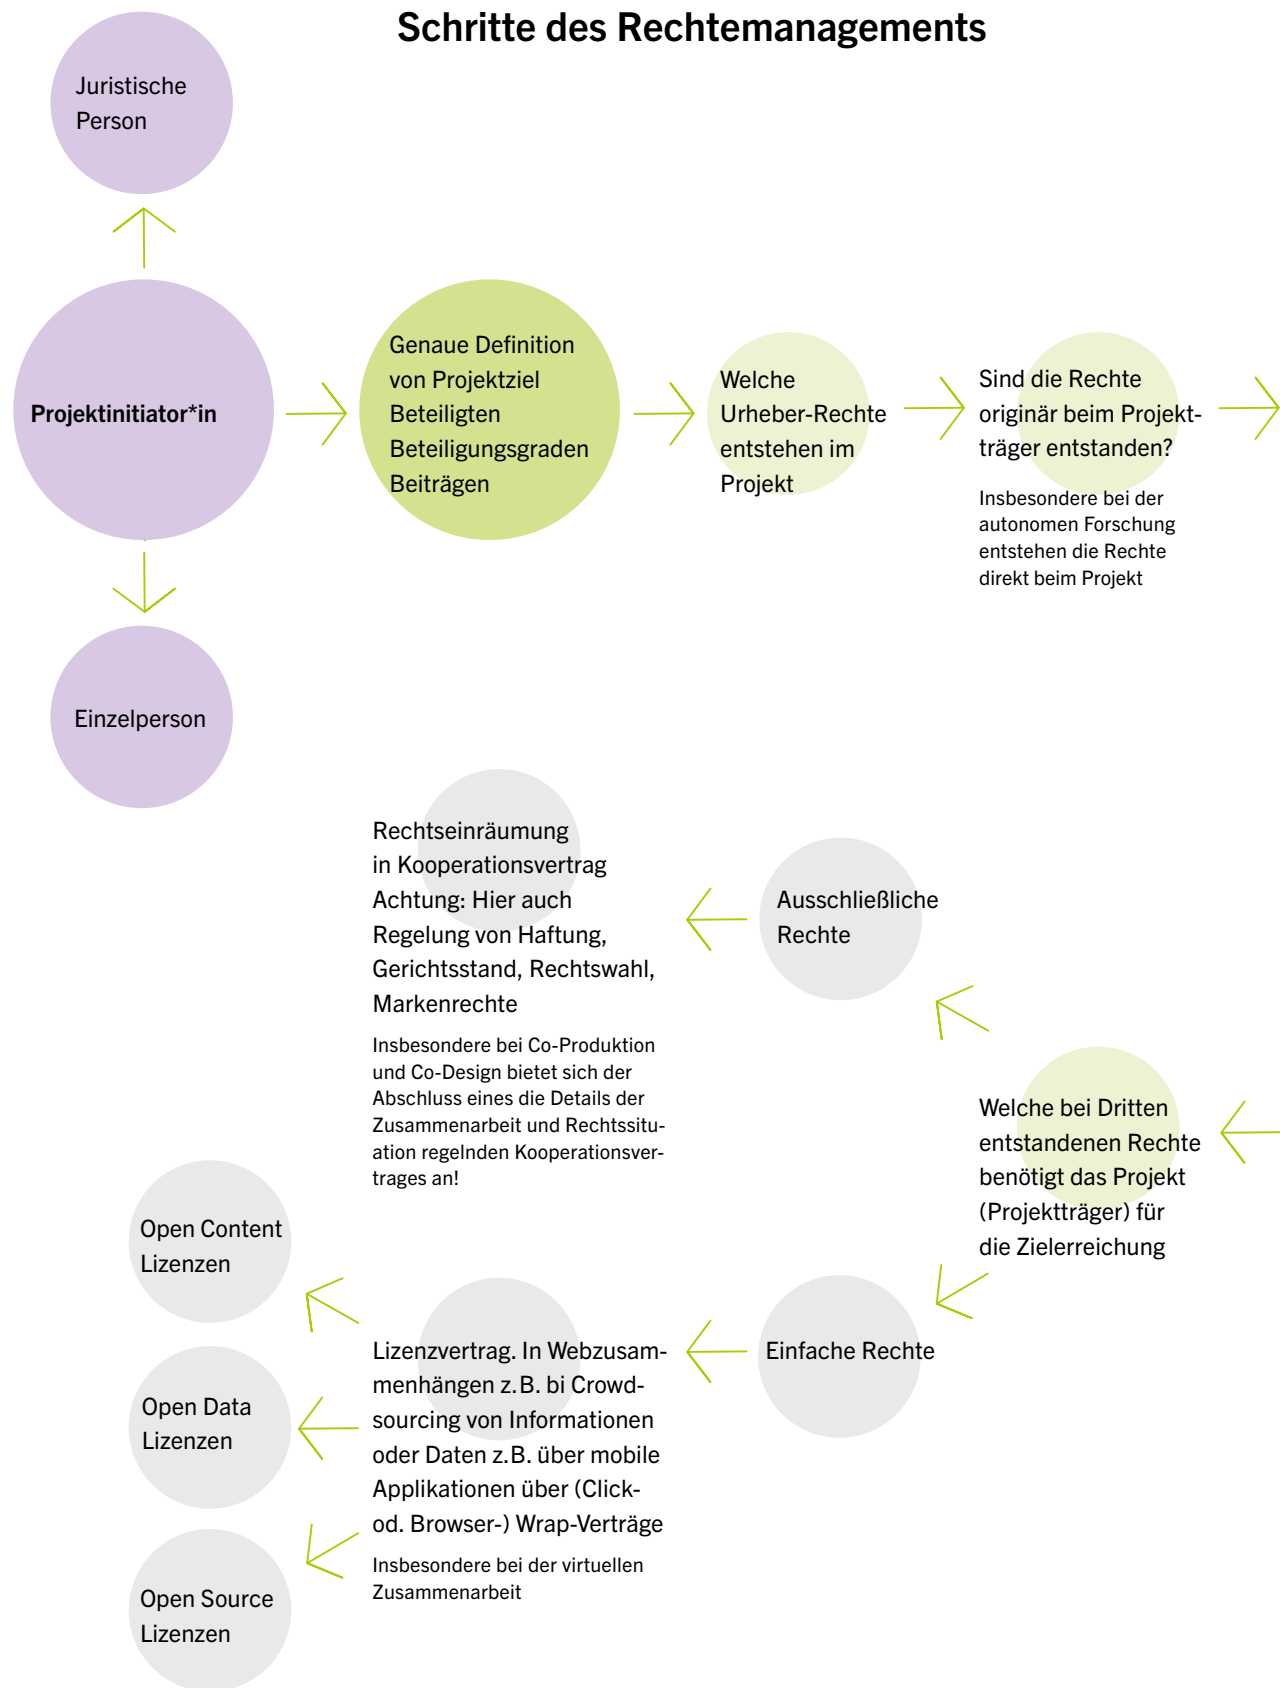 Schritte des Rechtemanagements
Juristische
Person
Projektinitiator*in
Einzelperson
Genaue Definition
von Projektziel
Beteiligten
Beteiligungsgraden
Beiträgen
Welche
Urheber-Rechte
entstehen im
Projekt
Sind die Rechte
originär beim Projekt-
träger entstanden?
Insbesondere bei der
autonomen Forschung
entstehen die Rechte
direkt beim Projekt
Welche bei Dritten
entstandenen Rechte
benötigt das Projekt
(Projektträger) für
die Zielerreichung
Ausschließliche
Rechte
Rechtseinräumung
in Kooperationsvertrag
Achtung: Hier auch
Regelung von Haftung,
Gerichtsstand, Rechtswahl,
Markenrechte
Insbesondere bei Co-Produktion
und Co-Design bietet sich der
Abschluss eines die Details der
Zusammenarbeit und Rechtssitu-
ation regelnden Kooperationsver-
trages an!
Einfache Rechte
Lizenzvertrag. In Webzusam-
menhängen z.B. bi Crowd-
sourcing von Informationen
oder Daten z.B. über mobile
Applikationen über (Click-
od. Browser-) Wrap-Verträge
Insbesondere bei der virtuellen
Zusammenarbeit
Open Content
Lizenzen
Open Data
Lizenzen
Open Source
Lizenzen